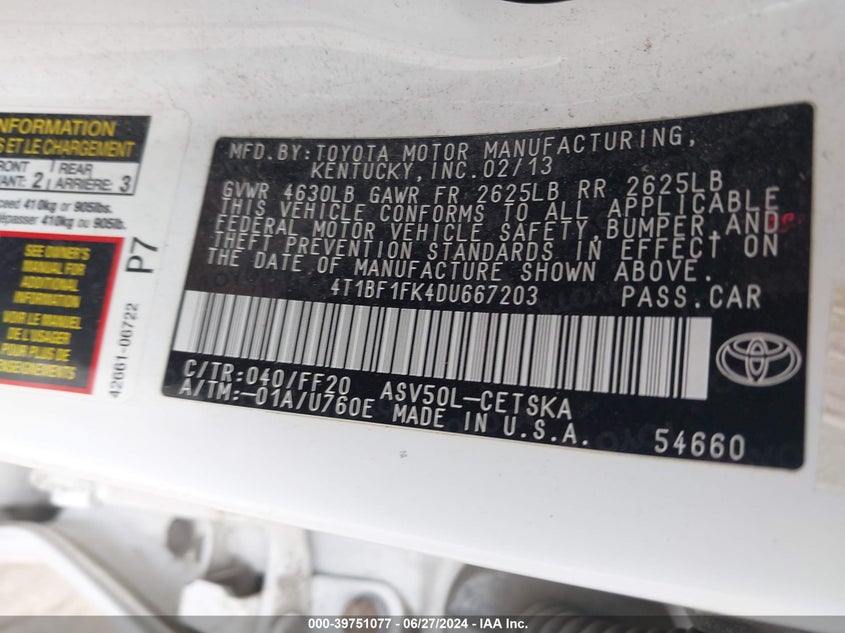 INFORMATION
S ET LE CHARGEMENT
FRONT
ANT: 2
REAR
ARRIÈRE: 3
ceed 410kg or 905lb.
dépasser 410kg ou 905lb.
SEE OWNER'S
MANUAL FOR
ADDITIONAL
INFORMATION
VOIR LE MANUEL
DE L'USAGER
POUR PLUS DE
RENSEIGNEMENTS
P7
42661-06722
MFD.BY:TOYOTA MOTOR MANUFACTURING,
KENTUCKY,INC.02/13
GVWR 4630LB GAWR FR 2625LB RR 2625LB
THIS VEHICLE CONFORMS TO ALL APPLICABLE
FEDERAL MOTOR VEHICLE SAFETY,BUMPER,AND
THEFT PREVENTION STANDARDS IN EFFECT ON
THE DATE OF MANUFACTURE SHOWN ABOVE.
4T1BF1FK4DU667203 PASS.CAR
C/TR:040/FF20 ASV50L-CETSKA
A/TM:-01A/U760E MADE IN U.S.A.
54660
000-39751077 - 06/27/2024 - IAA Inc.